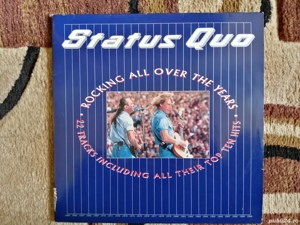 Status Quo
• ROCKING ALL OVER THE YEARS •
22 TRACKS INCLUDING ALL THEIR TOP TEN HITS